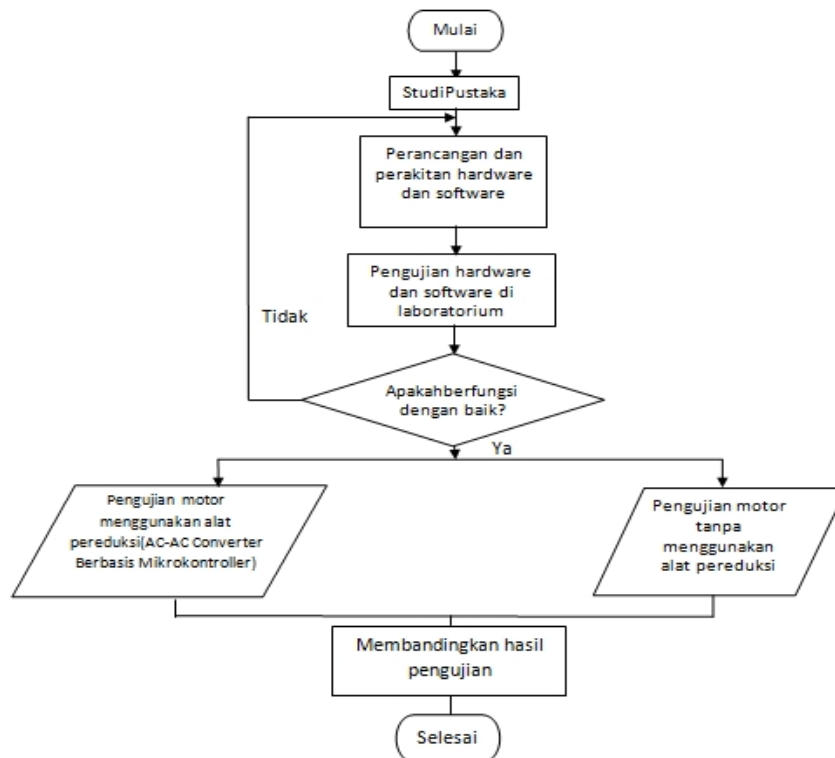 Mulai
StudiPustaka
Perancangan dan
perakitan hardware
dan software
Pengujian hardware
dan software di
laboratorium
Tidak
Apakahberfungsi
dengan baik?
Ya
Pengujian motor
menggunakan alat
pereduksi(AC-AC Converter
Berbasis Mikrokontroller)
Pengujian motor
tanpa
menggunakan
alat pereduksi
Membandingkan hasil
pengujian
Selesai